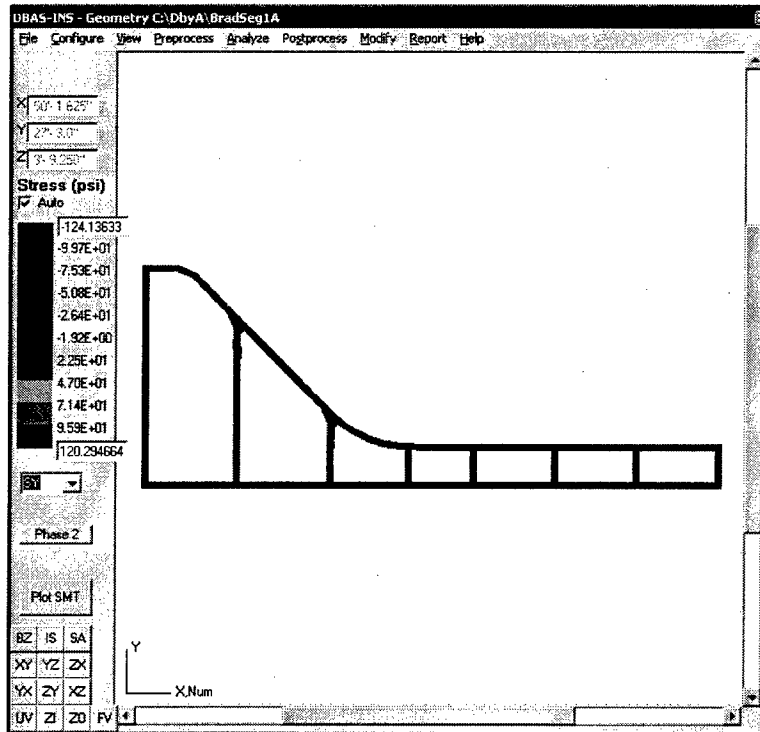 DBAS-INS - Geometry C:\DbyA\BradSeg1A
File Configure View Preprocess Analyze Postprocess Modify Report Help
X 90'- 1.625"
Y 27'- 3.0"
Z 3'- 9.250"
Stress (psi)
Auto
-124.13633
-9.97E+01
-7.53E+01
-5.08E+01
-2.64E+01
-1.92E+00
2.25E+01
4.70E+01
7.14E+01
9.59E+01
120.294664
SY
Phase 2
Plot SMT
BZ IS SA
XY YZ ZX
YX ZY XZ
UV ZI ZO FV
Y
X,Num